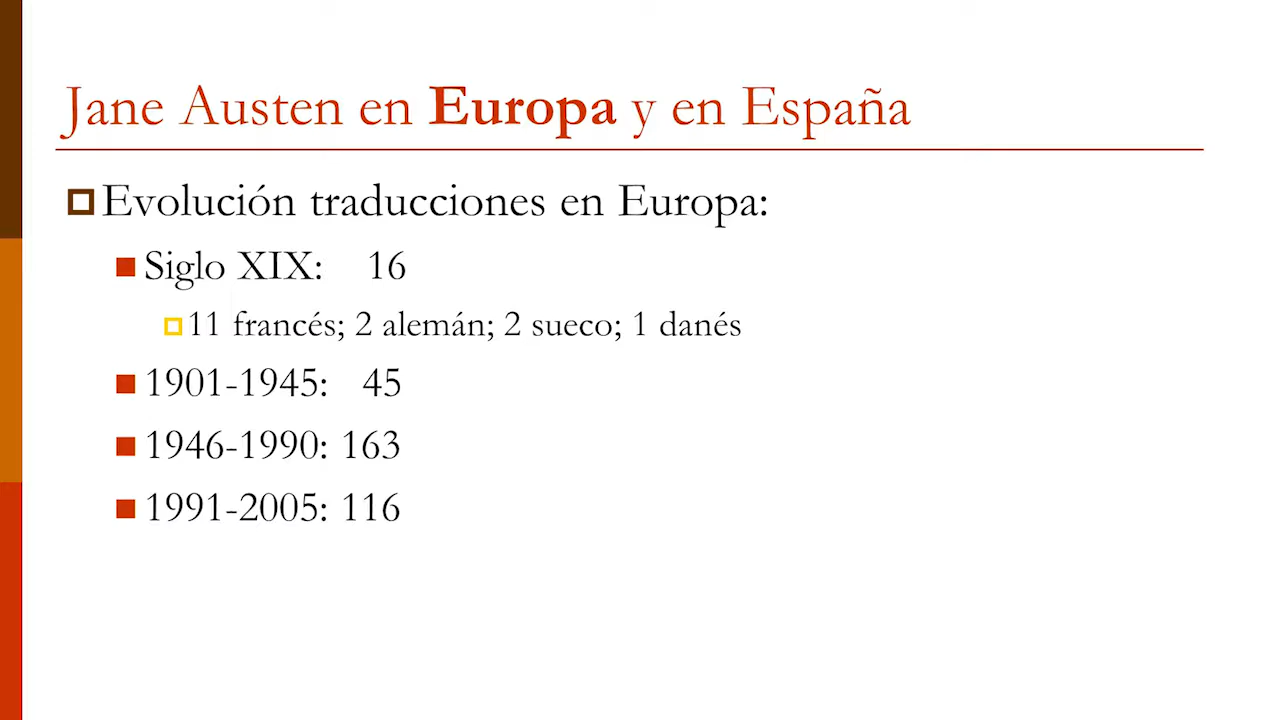 Jane Austen en Europa y en España
Evolución traducciones en Europa:
Siglo XIX: 16
11 francés; 2 alemán; 2 sueco; 1 danés
1901-1945: 45
1946-1990: 163
1991-2005: 116